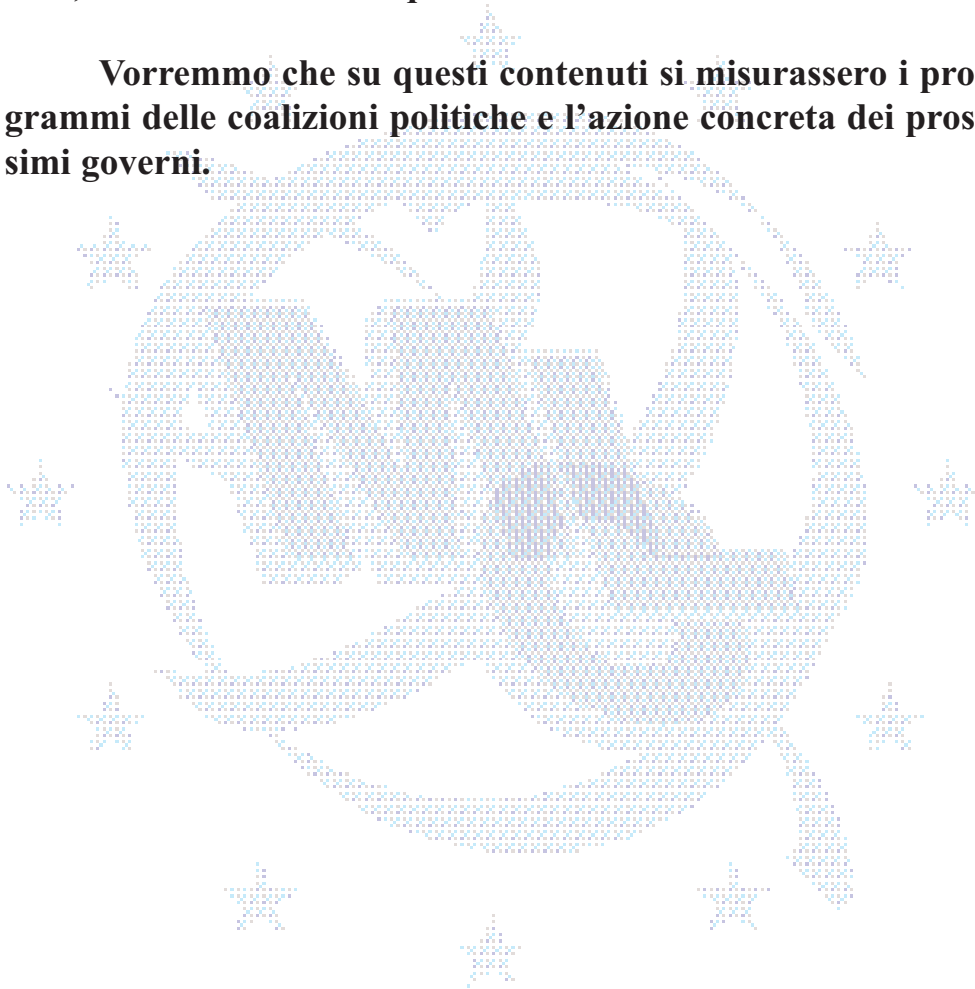 Vorremmo che su questi contenuti si misurassero i pro
grammi delle coalizioni politiche e l’azione concreta dei pros
simi governi.